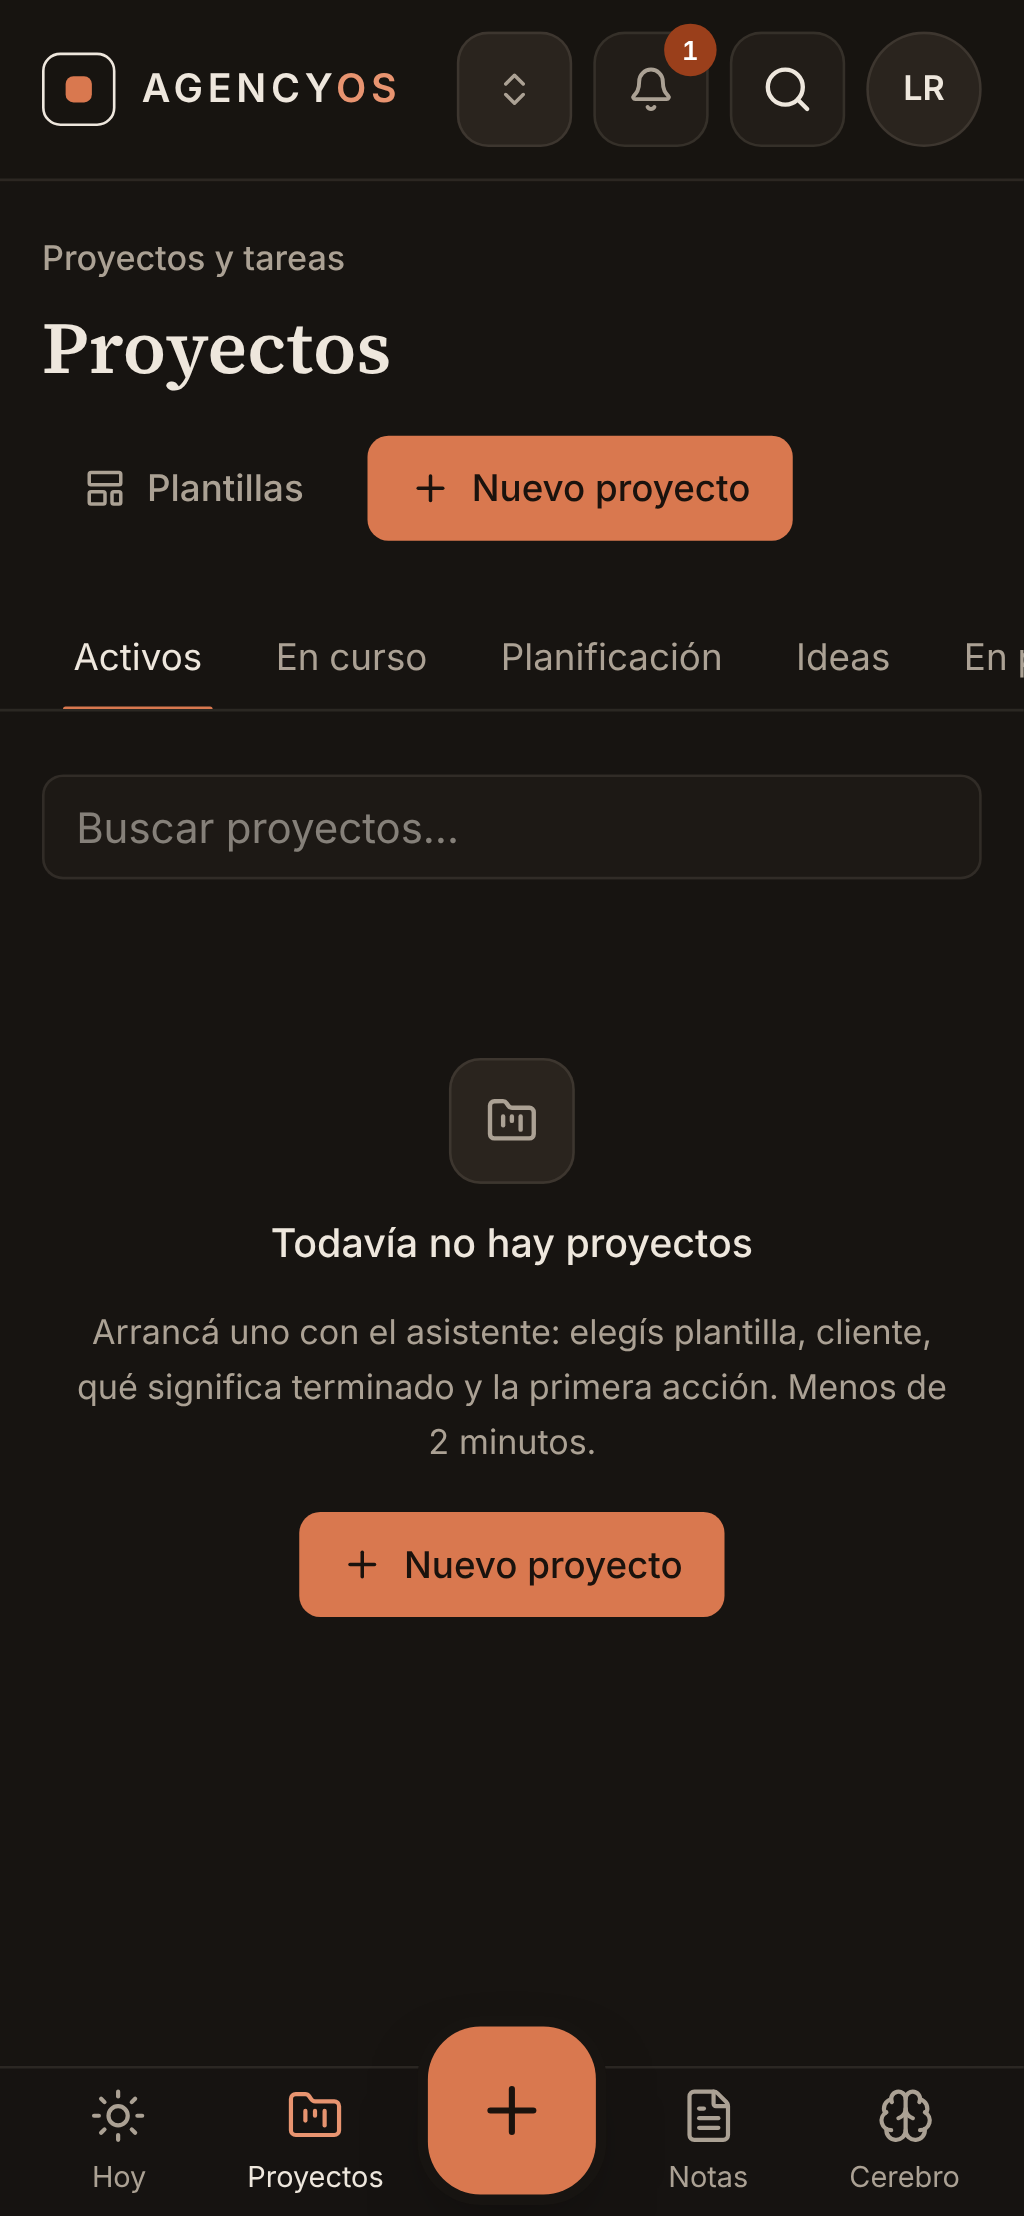 AGENCYOS
1
LR
Proyectos y tareas
Proyectos
Plantillas
Nuevo proyecto
Activos
En curso
Planificación
Ideas
En
Buscar proyectos...
Todavía no hay proyectos
Arrancá uno con el asistente: elegís plantilla, cliente,
qué significa terminado y la primera acción. Menos de
2 minutos.
Nuevo proyecto
Hoy
Proyectos
Notas
Cerebro